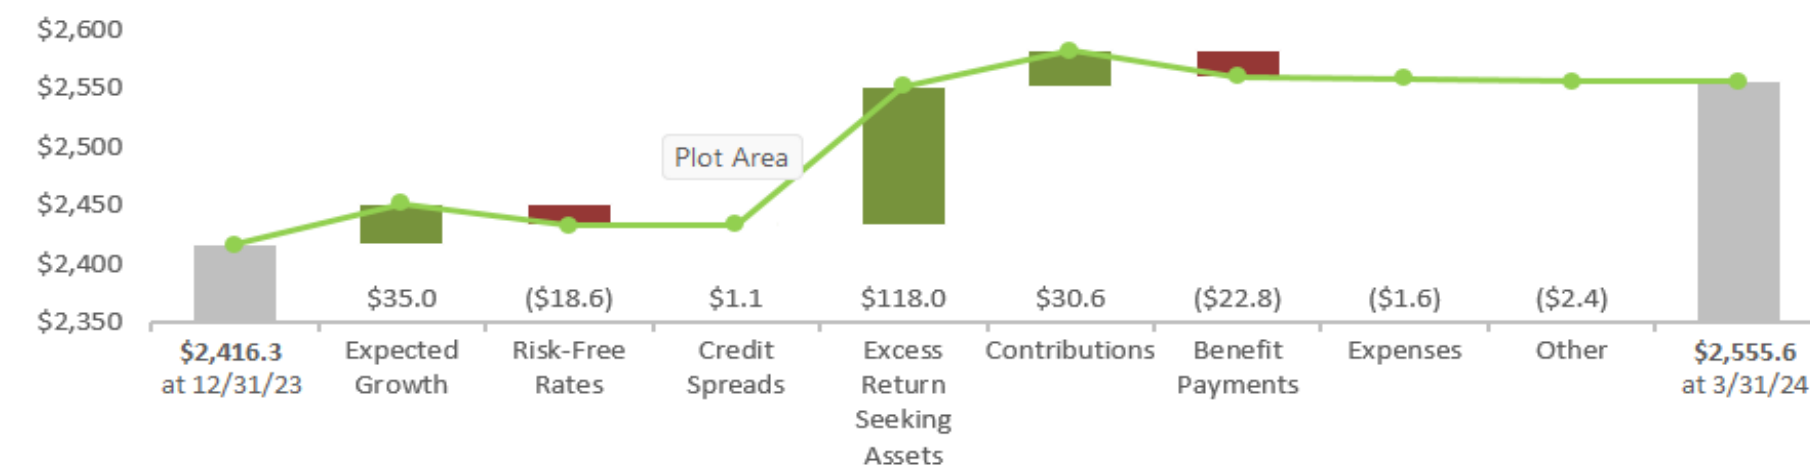 $2,600
$2,550
$2,500
$2,450
$2,400
$2,350
Plot Area
$35.0 ($18.6) $1.1 $118.0 $30.6 ($22.8) ($1.6) ($2.4)
$2,416.3
at 12/31/23
Expected
Growth
Risk-Free
Rates
Credit
Spreads
Excess
Return
Seeking
Assets
Contributions
Benefit
Payments
Expenses
Other
$2,555.6
at 3/31/24